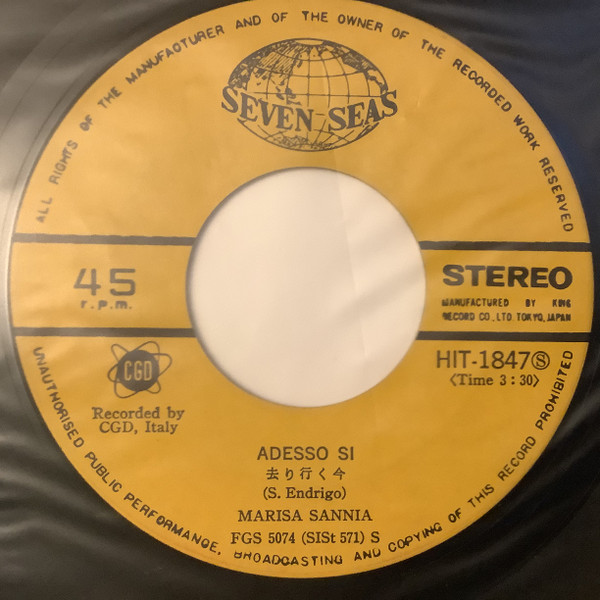 ALL RIGHTS OF THE MANUFACTURER AND OF THE OWNER OF THE RECORDED WORK RESERVED
SEVEN SEAS
45
r.p.m.
STEREO
MANUFACTURED BY KING
RECORD CO., LTD. TOKYO, JAPAN
HIT-1847Ⓢ
〈Time 3:30〉
CGD
Recorded by
CGD, Italy
ADESSO SI
去り行く今
(S. Endrigo)
MARISA SANNIA
FGS 5074 (SISt 571) S
UNAUTHORISED PUBLIC PERFORMANCE, BROADCASTING AND COPYING OF THIS RECORD PROHIBITED